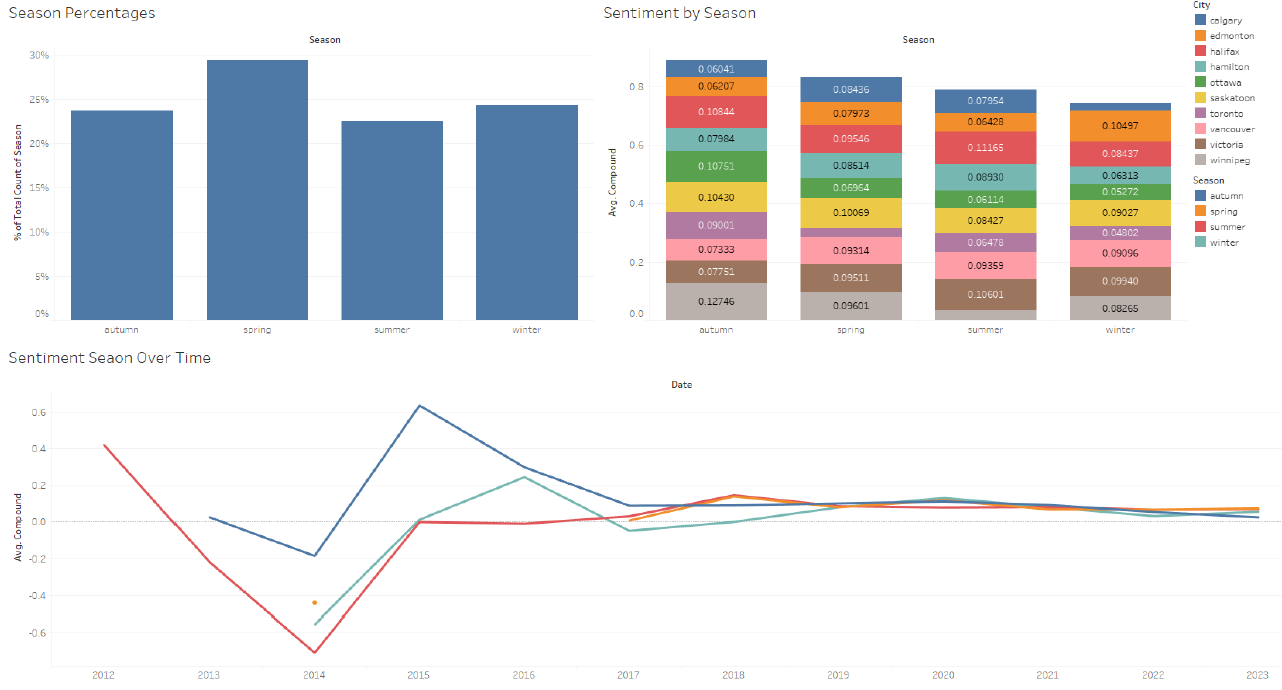 Season Percentages
Season
% of Total Count of Season
30%
25%
20%
15%
10%
5%
0%
autumn spring summer winter
Sentiment by Season
Season
Avg. Compound
0.8
0.6
0.4
0.2
0.0
0.06041
0.06207
0.10844
0.07984
0.10751
0.10430
0.09001
0.07333
0.07751
0.12746
0.08436
0.07973
0.09546
0.08514
0.06964
0.10069
0.09314
0.09511
0.09601
0.07954
0.06428
0.11165
0.08930
0.06114
0.08427
0.06478
0.09359
0.10601
0.10497
0.08437
0.06313
0.05272
0.09027
0.04802
0.09096
0.09940
0.08265
autumn spring summer winter
City
calgary
edmonton
halifax
hamilton
ottawa
saskatoon
toronto
vancouver
victoria
winnipeg
Season
autumn
spring
summer
winter
Sentiment Seaon Over Time
Date
Avg. Compound
0.6
0.4
0.2
0.0
-0.2
-0.4
-0.6
2012 2013 2014 2015 2016 2017 2018 2019 2020 2021 2022 2023